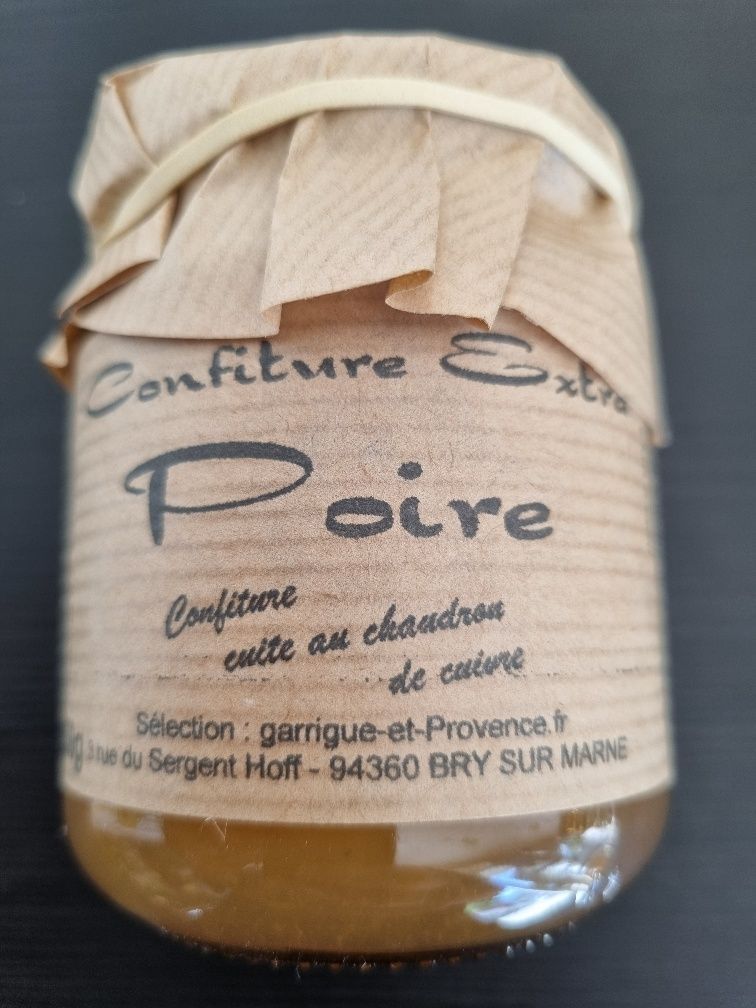 Confiture Extra
Poire
Confiture
cuite au chaudron
de cuivre
Sélection : garrigue-et-Provence.fr
3 rue du Sergent Hoff - 94360 BRY SUR MARNE